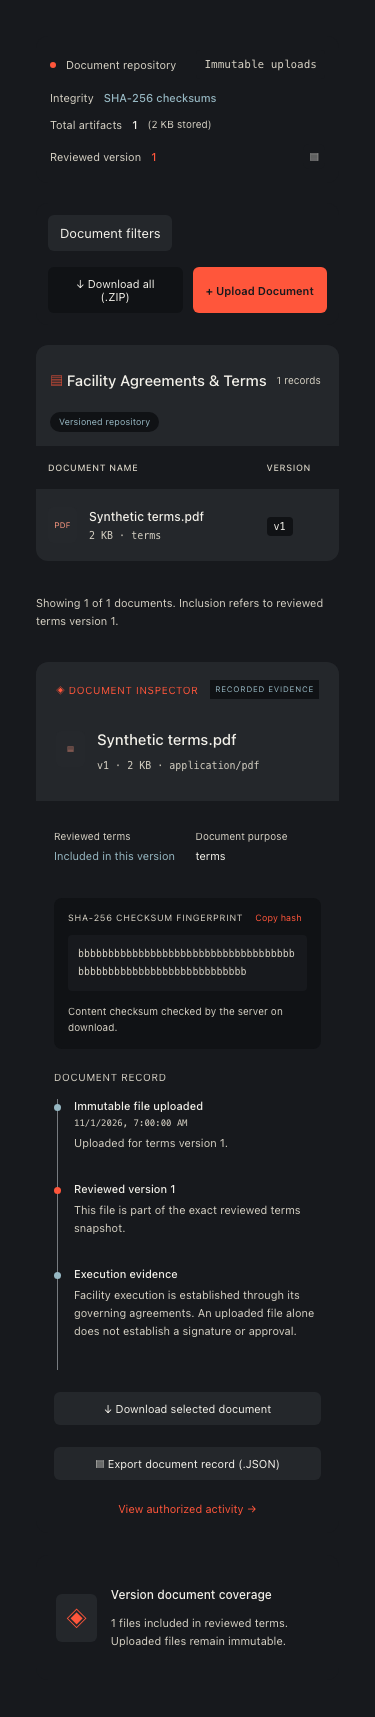 Document repository Immutable uploads
Integrity SHA-256 checksums
Total artifacts 1 (2 KB stored)
Reviewed version 1
Document filters
↓ Download all
(.ZIP)
+ Upload Document
Facility Agreements & Terms 1 records
Versioned repository
DOCUMENT NAME VERSION
PDF
Synthetic terms.pdf
2 KB · terms
v1
Showing 1 of 1 documents. Inclusion refers to reviewed
terms version 1.
◈ DOCUMENT INSPECTOR RECORDED EVIDENCE
Synthetic terms.pdf
v1 · 2 KB · application/pdf
Reviewed terms
Included in this version
Document purpose
terms
SHA-256 CHECKSUM FINGERPRINT Copy hash
bbbbbbbbbbbbbbbbbbbbbbbbbbbbbbbbbbbb
bbbbbbbbbbbbbbbbbbbbbbbbbbbb
Content checksum checked by the server on
download.
DOCUMENT RECORD
Immutable file uploaded
11/1/2026, 7:00:00 AM
Uploaded for terms version 1.
Reviewed version 1
This file is part of the exact reviewed terms
snapshot.
Execution evidence
Facility execution is established through its
governing agreements. An uploaded file alone
does not establish a signature or approval.
↓ Download selected document
▤ Export document record (.JSON)
View authorized activity →
Version document coverage
1 files included in reviewed terms.
Uploaded files remain immutable.